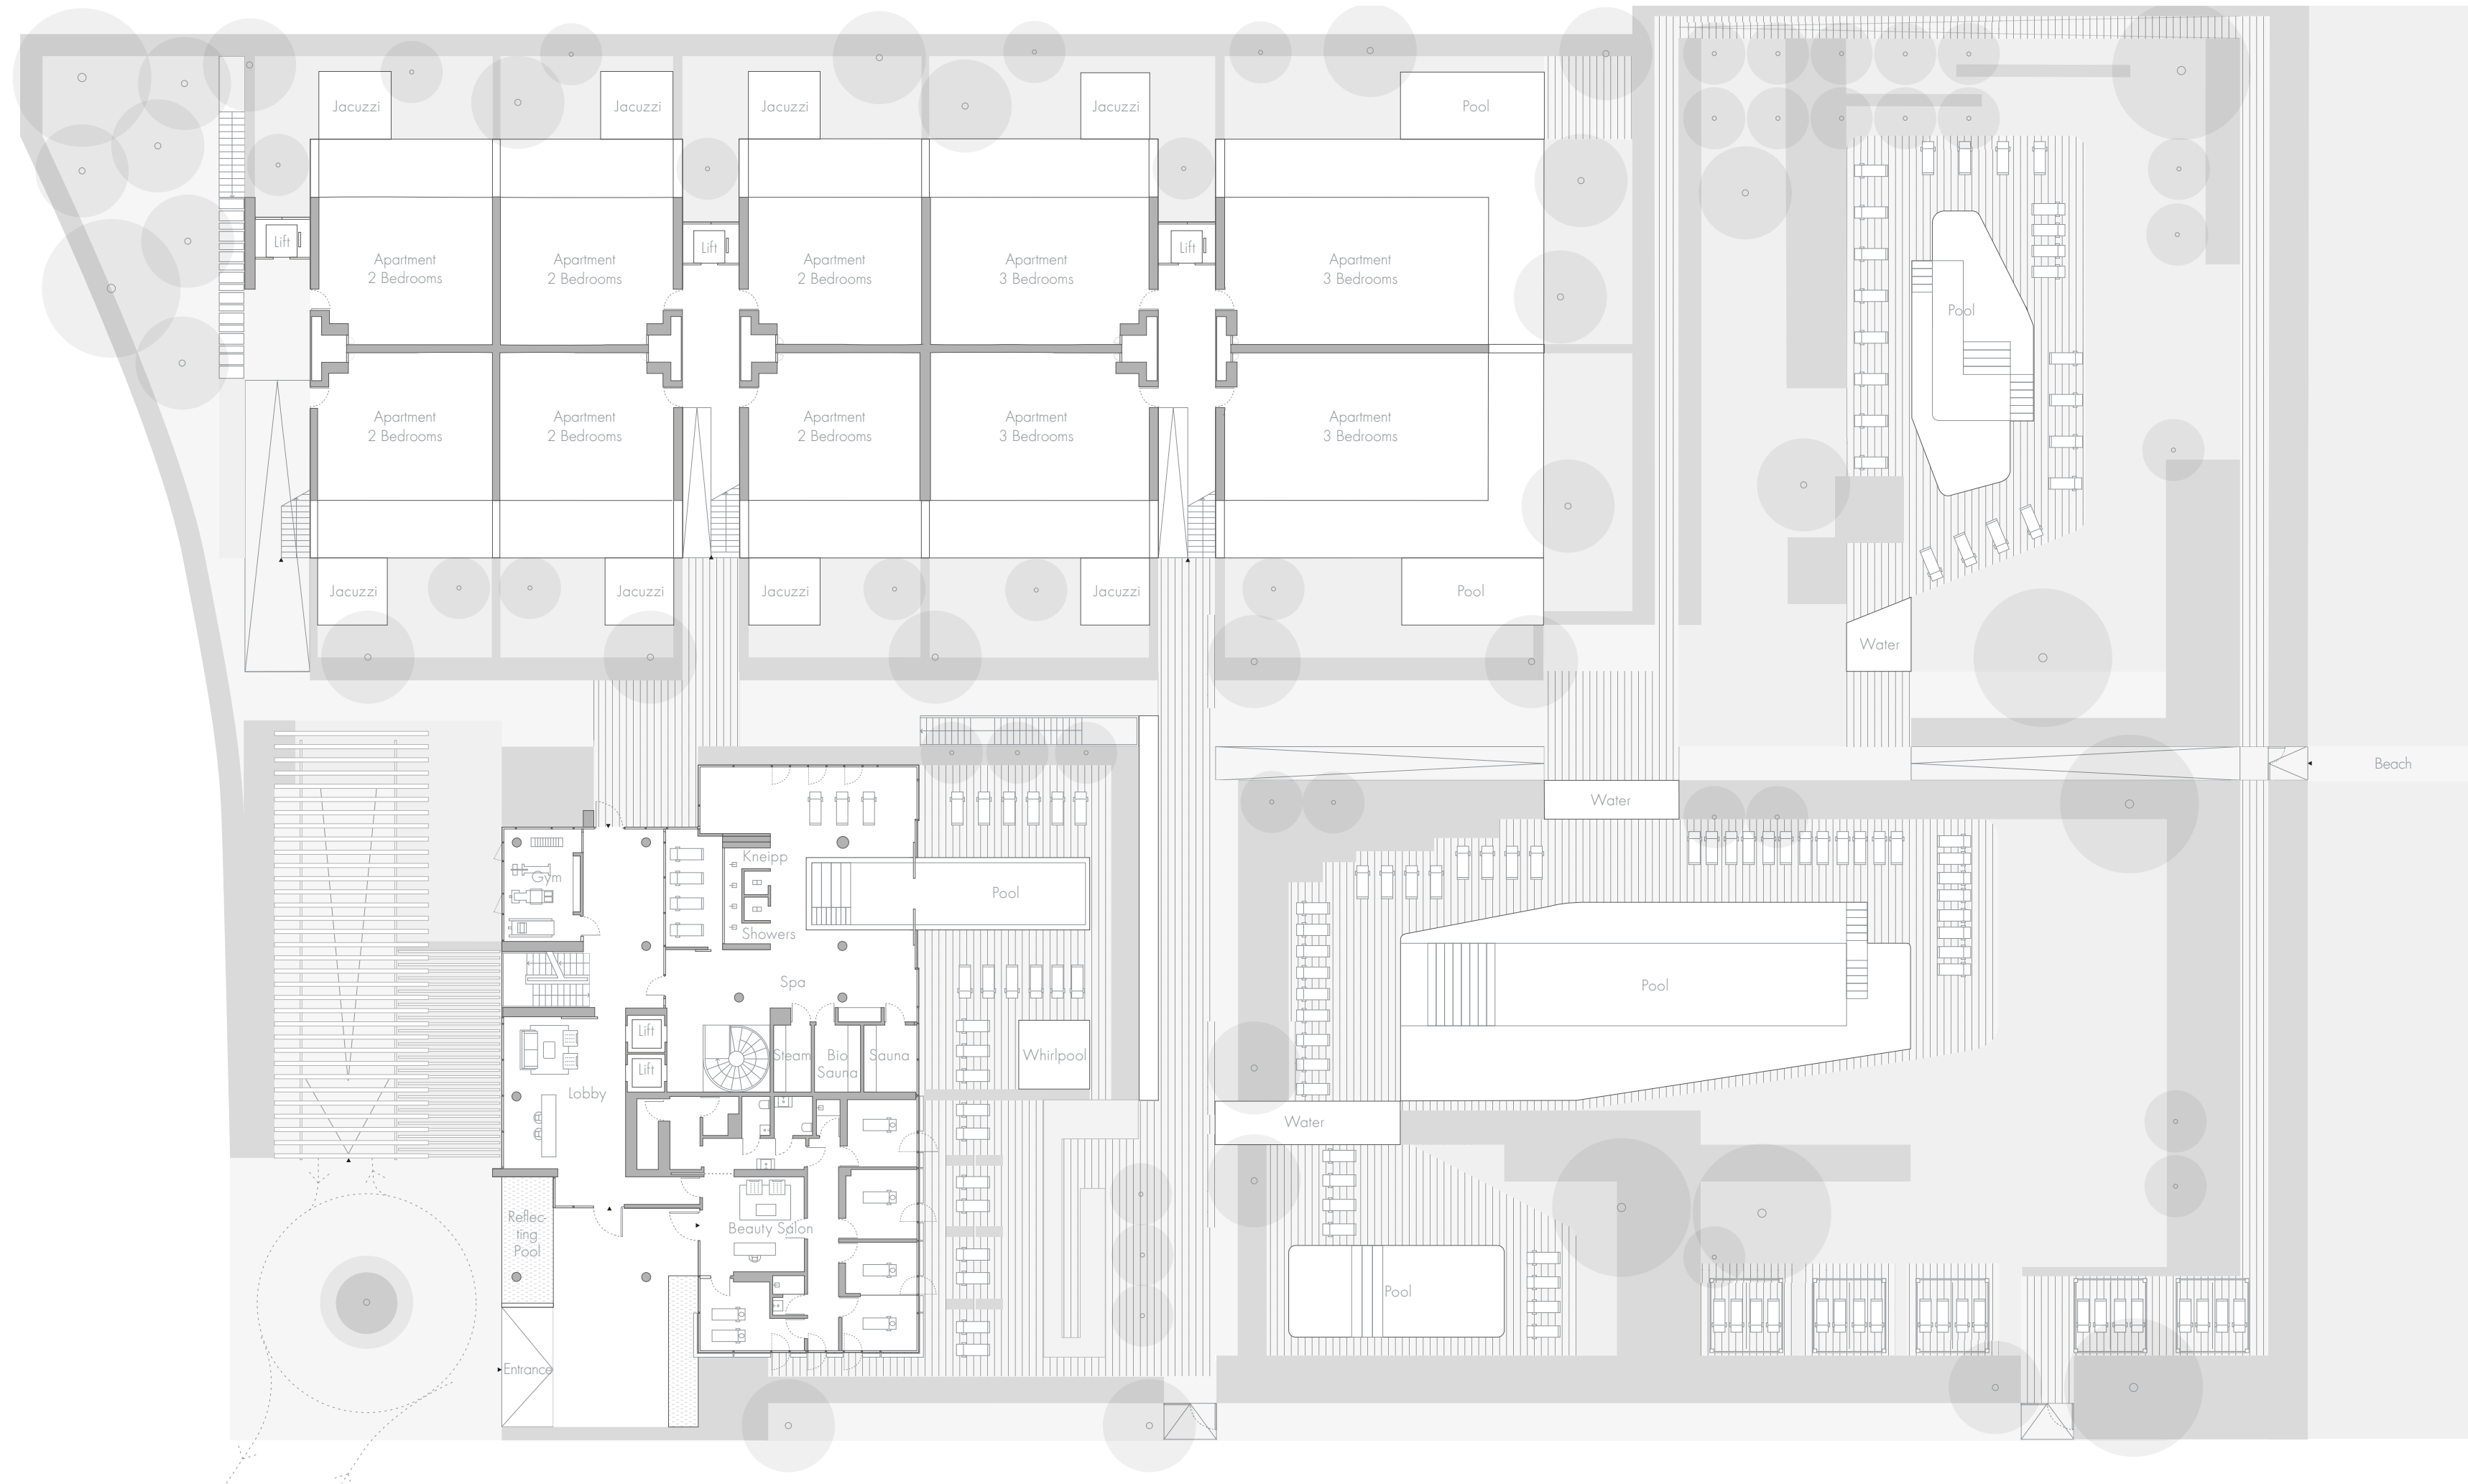 Jacuzzi
Jacuzzi
Jacuzzi
Jacuzzi
Pool
Lift
Lift
Lift
Apartment
2 Bedrooms
Apartment
2 Bedrooms
Apartment
2 Bedrooms
Apartment
3 Bedrooms
Apartment
3 Bedrooms
Pool
Apartment
2 Bedrooms
Apartment
2 Bedrooms
Apartment
2 Bedrooms
Apartment
3 Bedrooms
Apartment
3 Bedrooms
Jacuzzi
Jacuzzi
Jacuzzi
Jacuzzi
Pool
Water
Beach
Water
Kneipp
Gym
Pool
Showers
Spa
Pool
Lift
Lift
Steam
Bio
Sauna
Sauna
Whirlpool
Lobby
Water
Reflec-
ting
Pool
Beauty Salon
Pool
Entrance